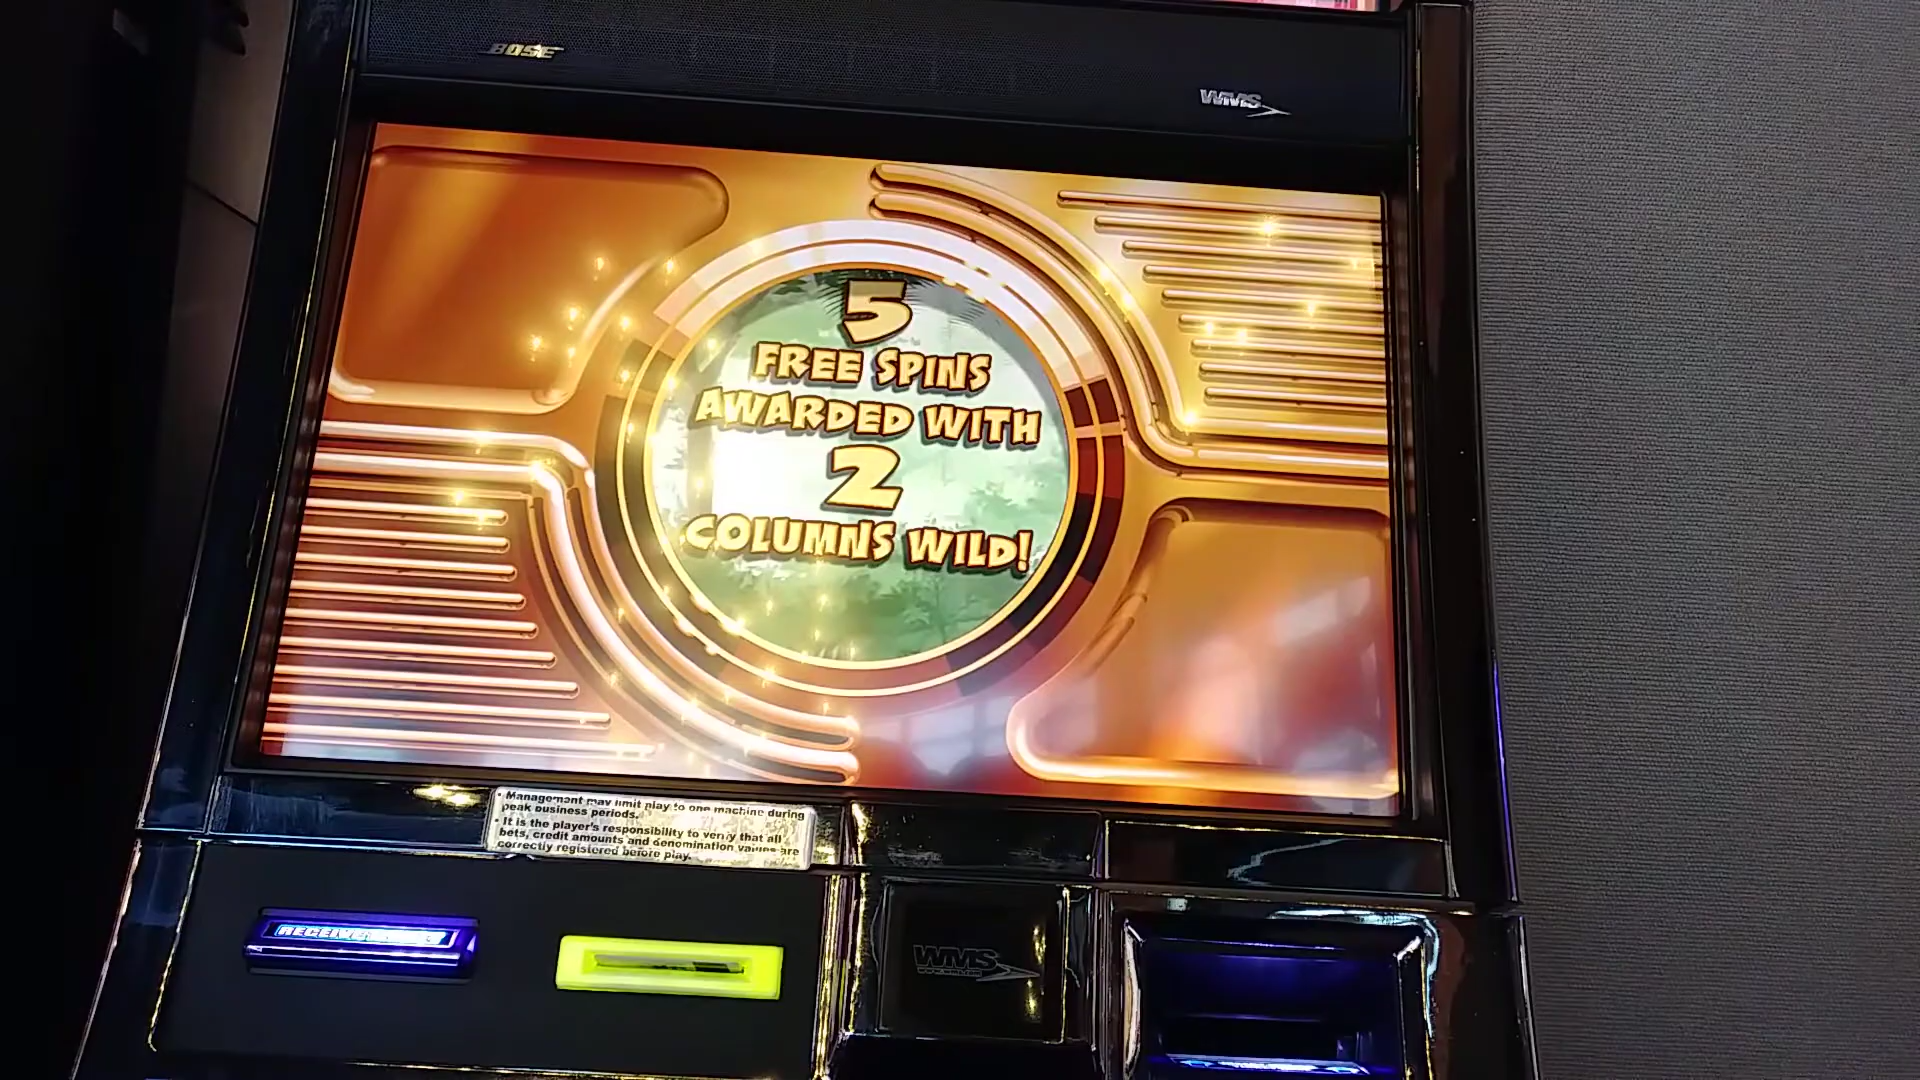 BOSE
WMS
5
FREE SPINS
AWARDED WITH
2
COLUMNS WILD!
• Management may limit play to one machine during
peak business periods.
• It is the player's responsibility to verify that all
bets, credit amounts and denomination values are
correctly registered before play.
WMS